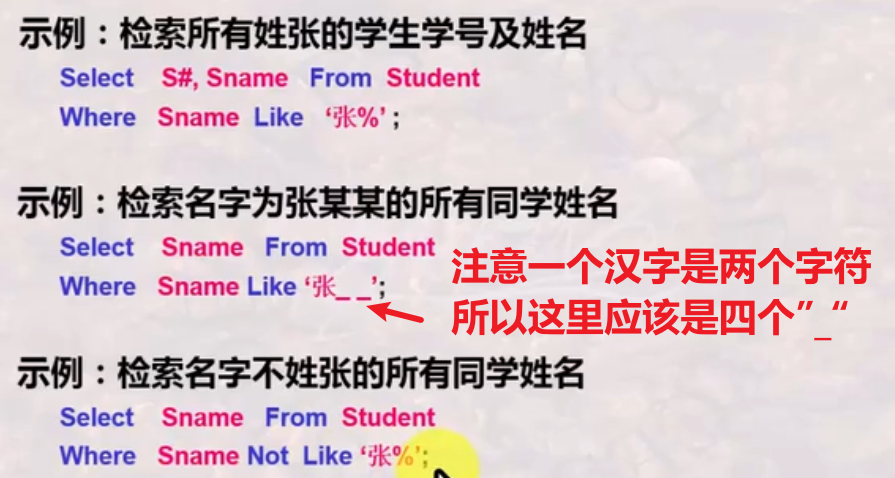 示例：检索所有姓张的学生学号及姓名
Select S#, Sname From Student
Where Sname Like ‘张%’ ;
示例：检索名字为张某某的所有同学姓名
Select Sname From Student
Where Sname Like ‘张_ _’;
注意一个汉字是两个字符
所以这里应该是四个”_“
示例：检索名字不姓张的所有同学姓名
Select Sname From Student
Where Sname Not Like ‘张%’;